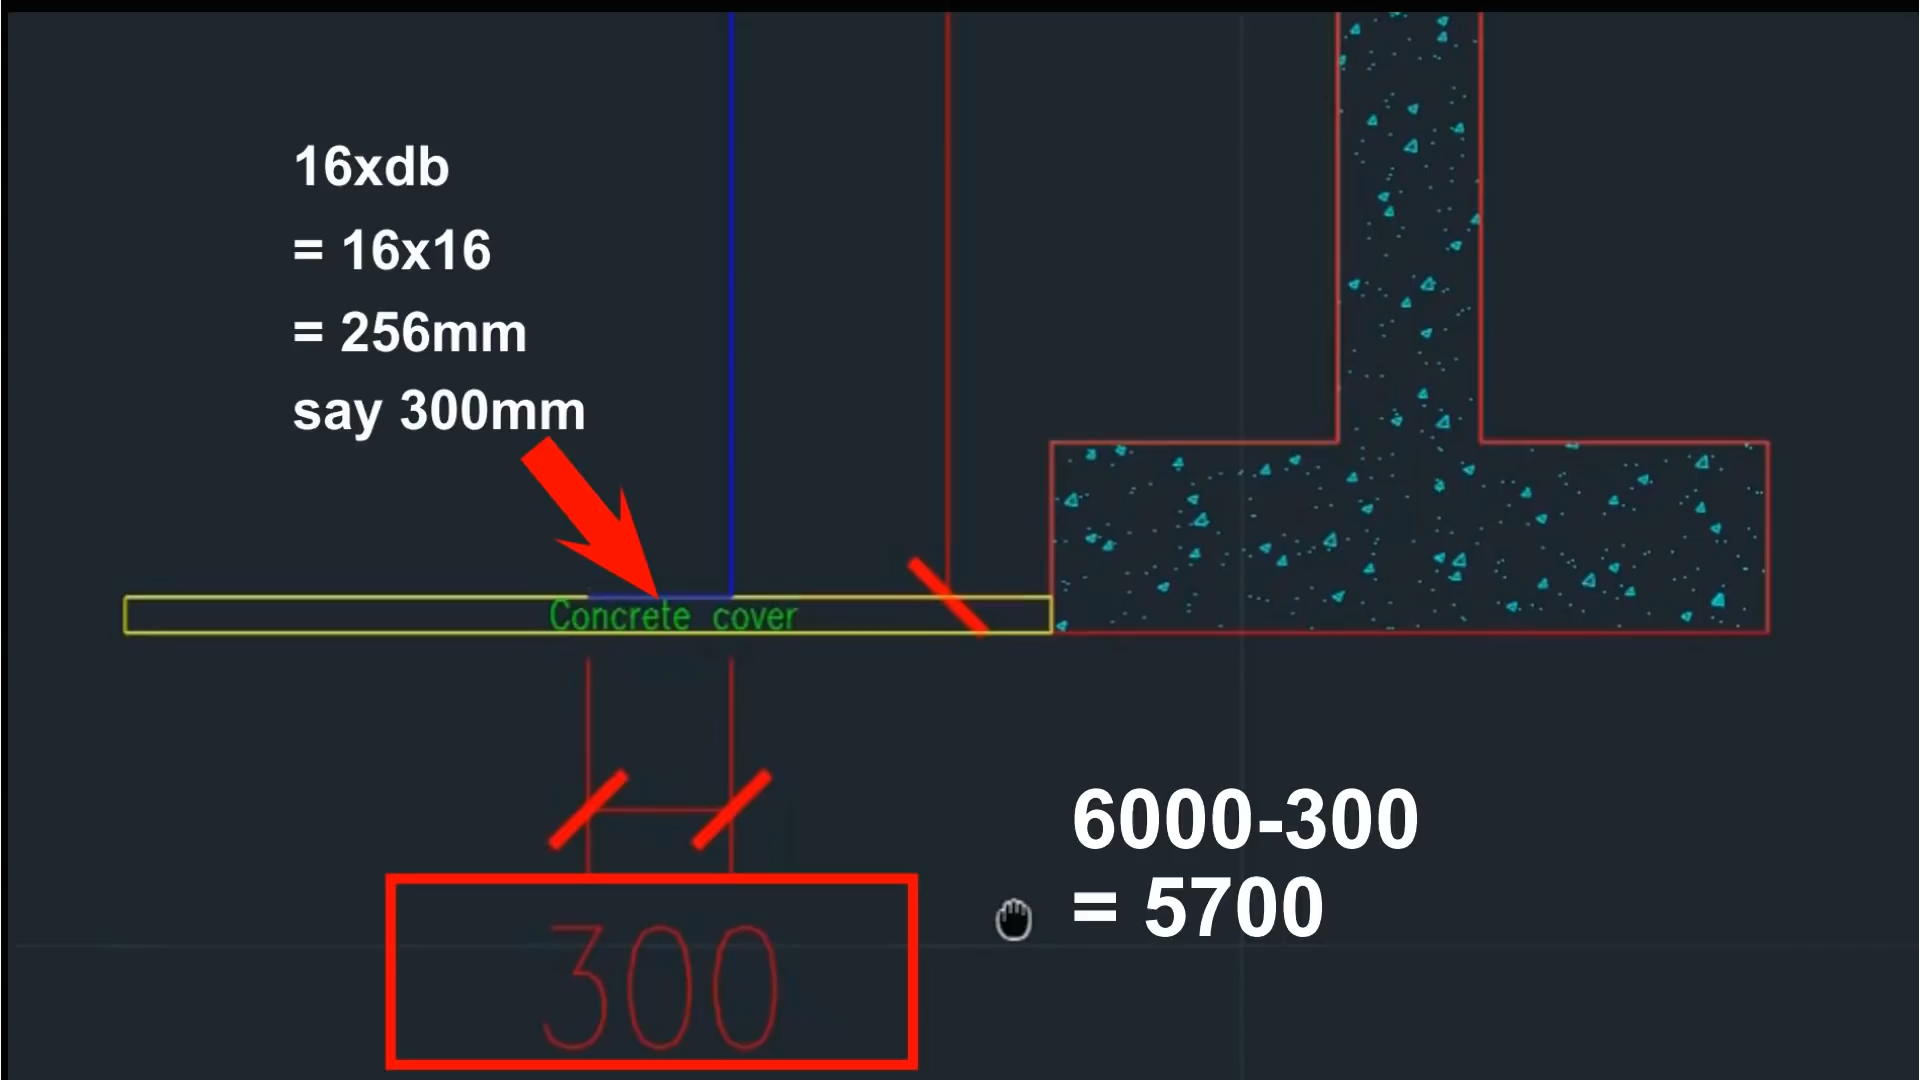 16xdb
= 16x16
= 256mm
say 300mm
Concrete cover
6000-300
= 5700
300